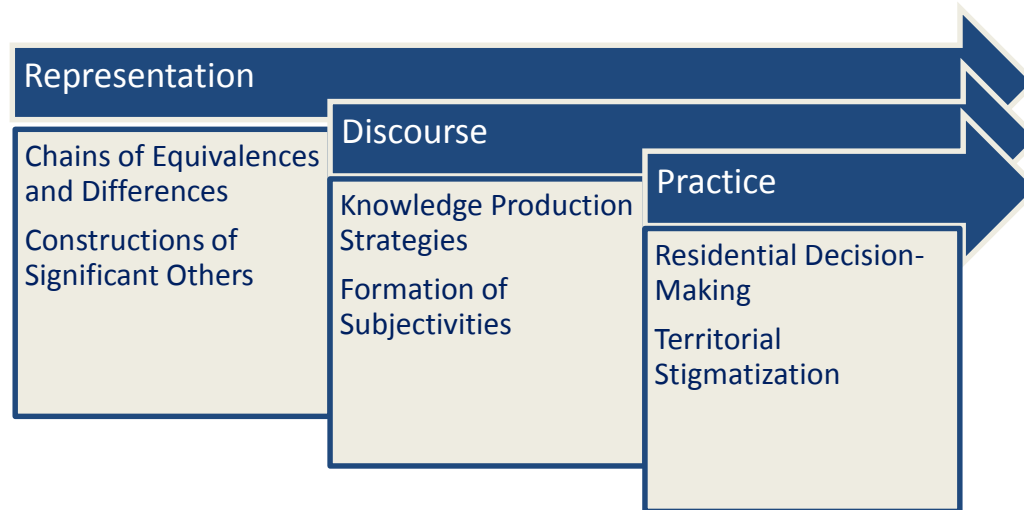 Representation
Chains of Equivalences
and Differences
Constructions of
Significant Others
Discourse
Knowledge Production
Strategies
Formation of
Subjectivities
Practice
Residential Decision-
Making
Territorial
Stigmatization